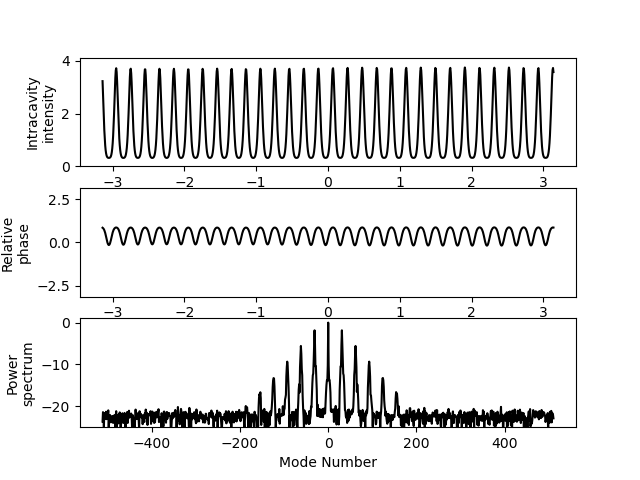 4
2
0
Intracavity
intensity
−3 −2 −1 0 1 2 3
2.5
0.0
−2.5
Relative
phase
−3 −2 −1 0 1 2 3
0
−10
−20
Power
spectrum
−400 −200 0 200 400
Mode Number